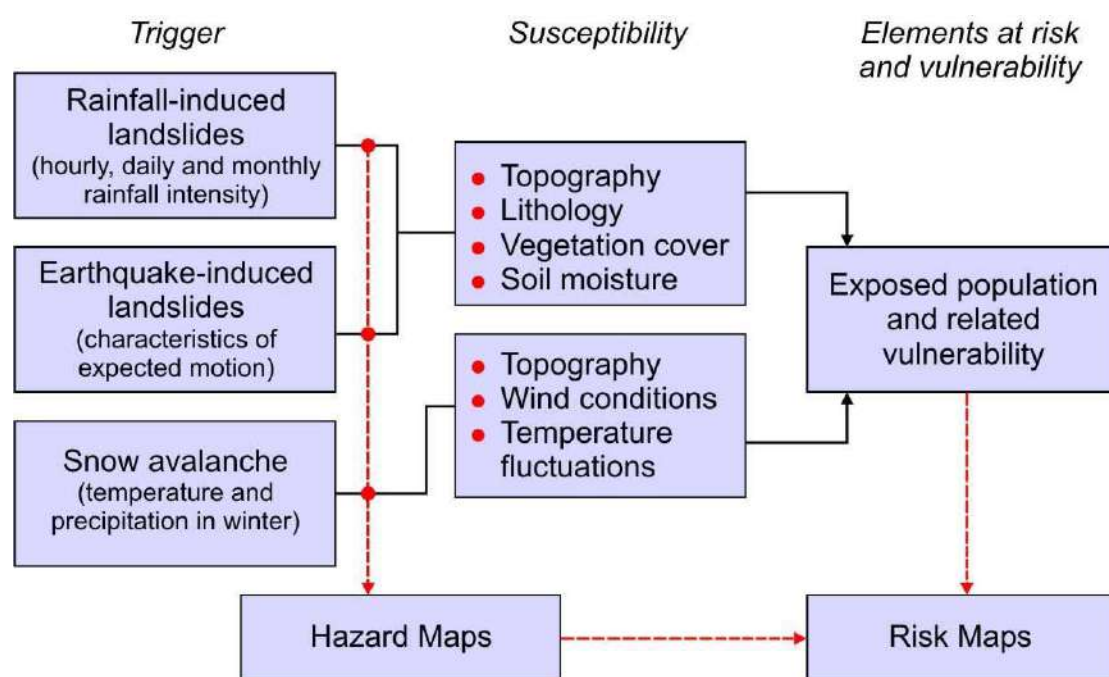 Trigger
Susceptibility
Elements at risk
and vulnerability
Rainfall-induced
landslides
(hourly, daily and monthly
rainfall intensity)
Earthquake-induced
landslides
(characteristics of
expected motion)
Snow avalanche
(temperature and
precipitation in winter)
Topography
Lithology
Vegetation cover
Soil moisture
Topography
Wind conditions
Temperature
fluctuations
Exposed population
and related
vulnerability
Hazard Maps
Risk Maps